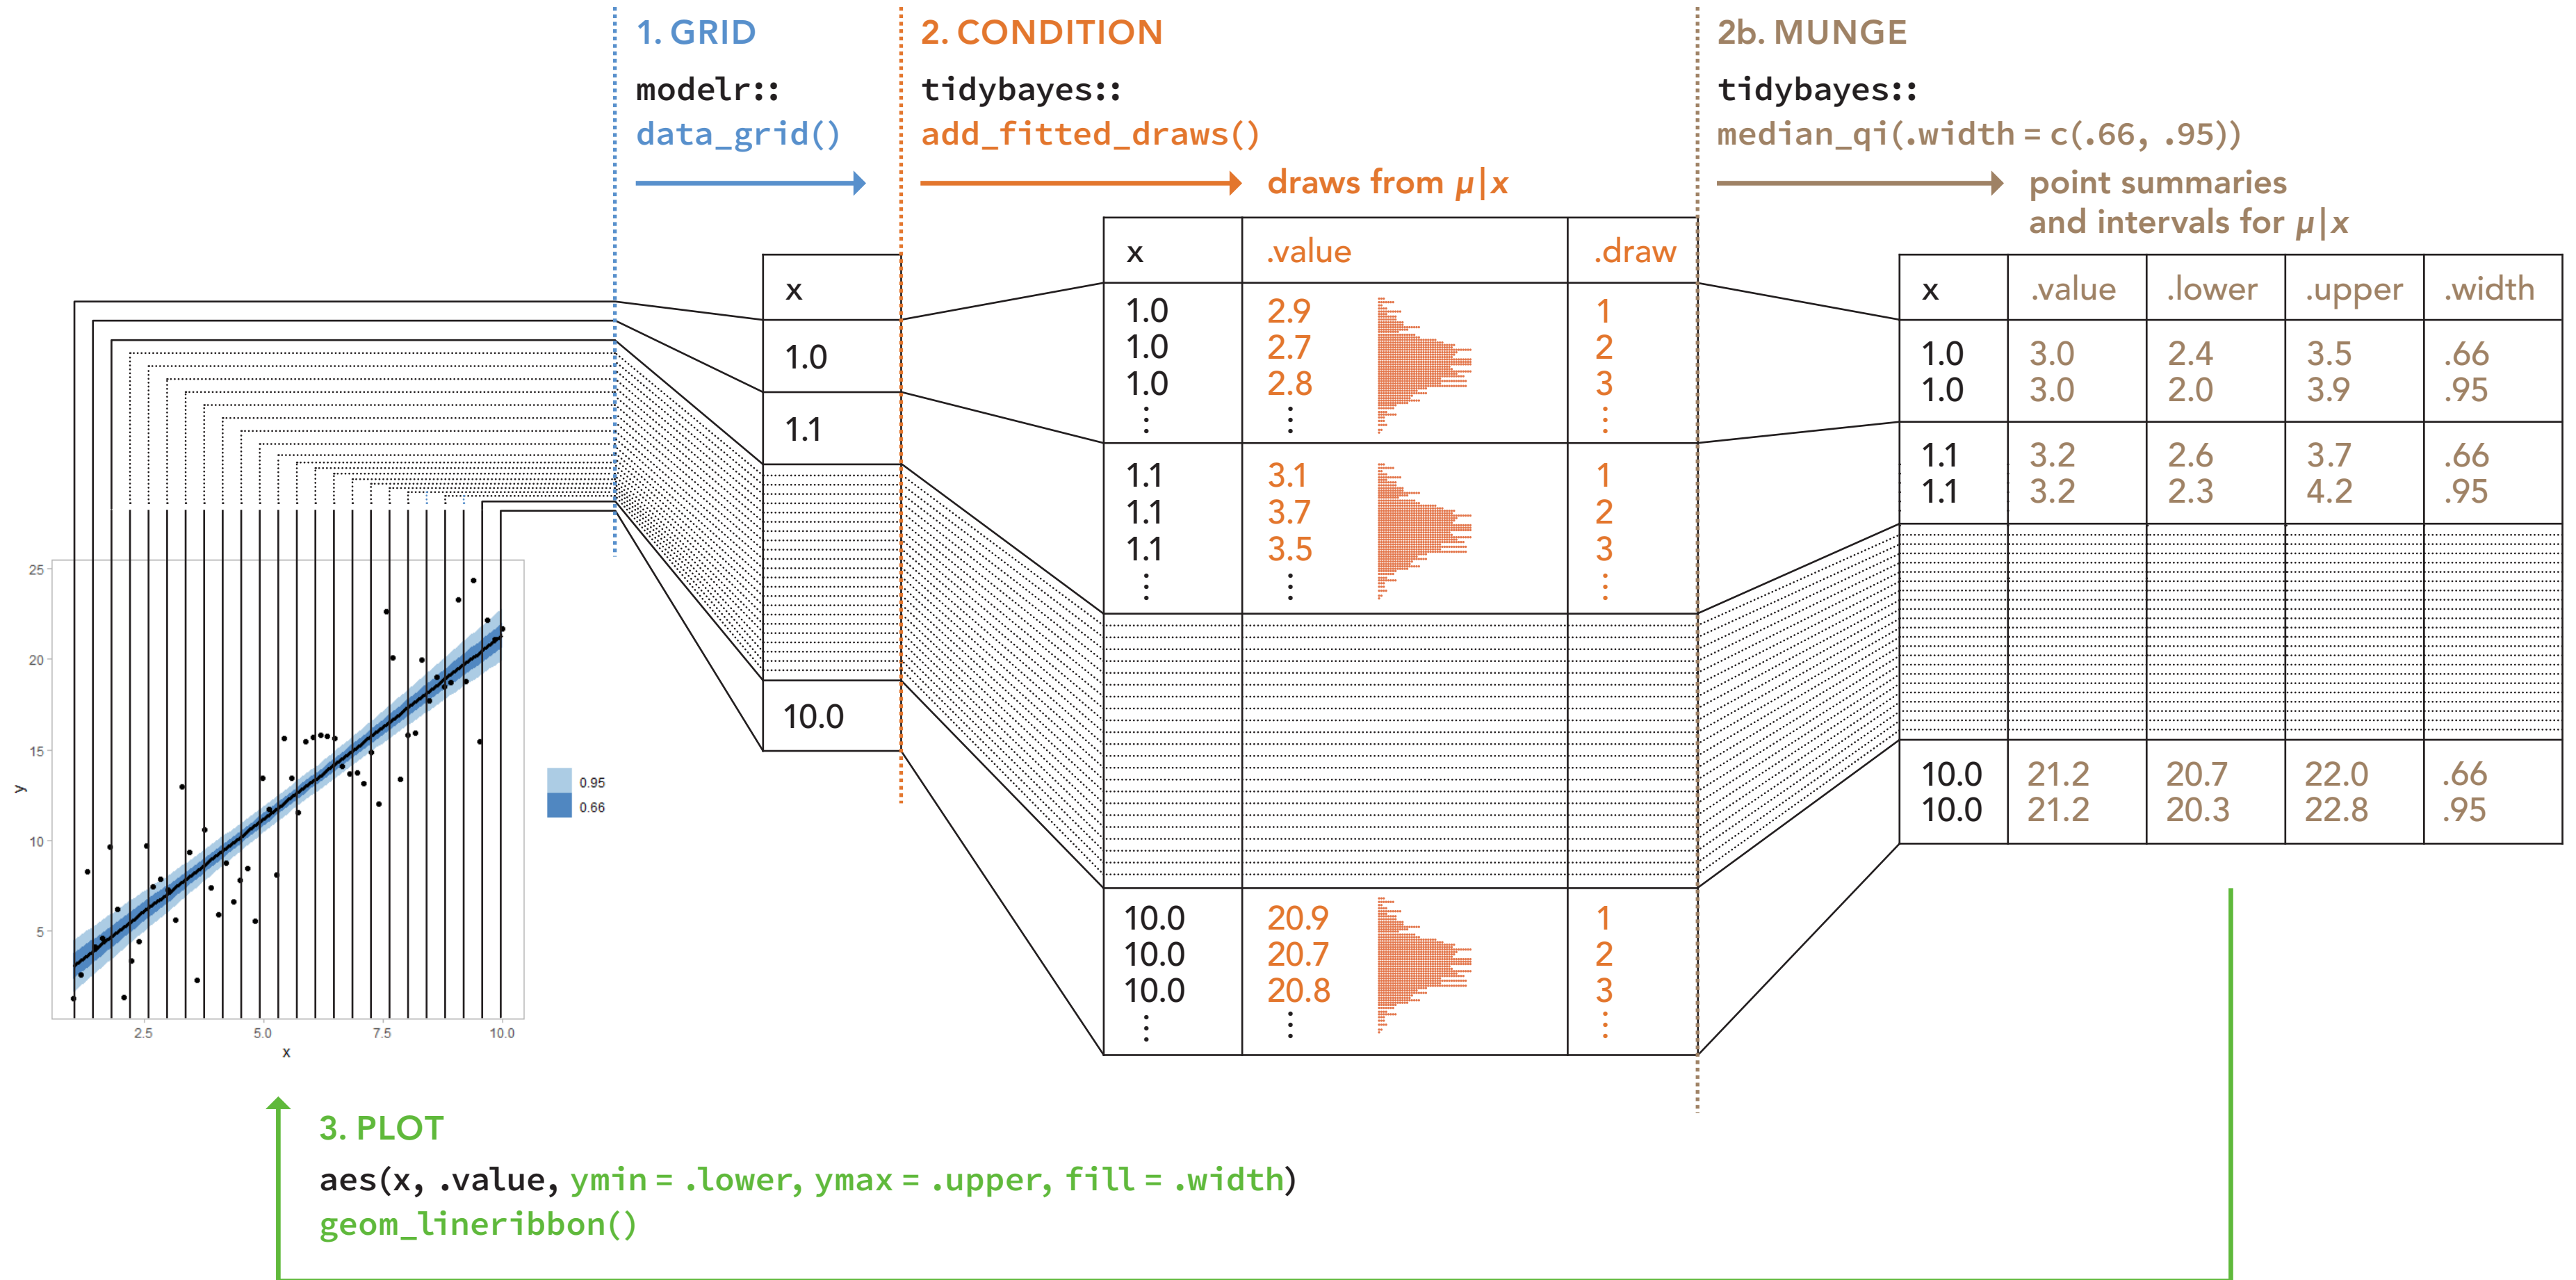 1. GRID
modelr::
data_grid()
2. CONDITION
tidybayes::
add_fitted_draws()
draws from μ|x
2b. MUNGE
tidybayes::
median_qi(.width = c(.66, .95))
point summaries
and intervals for μ|x
x
1.0
1.1
10.0
x .value .draw
1.0 2.9 1
1.0 2.7 2
1.0 2.8 3
⋮ ⋮ ⋮
1.1 3.1 1
1.1 3.7 2
1.1 3.5 3
⋮ ⋮ ⋮
10.0 20.9 1
10.0 20.7 2
10.0 20.8 3
⋮ ⋮ ⋮
x .value .lower .upper .width
1.0 3.0 2.4 3.5 .66
1.0 3.0 2.0 3.9 .95
1.1 3.2 2.6 3.7 .66
1.1 3.2 2.3 4.2 .95
10.0 21.2 20.7 22.0 .66
10.0 21.2 20.3 22.8 .95
25
20
15
10
5
y
2.5 5.0 7.5 10.0
x
0.95
0.66
3. PLOT
aes(x, .value, ymin = .lower, ymax = .upper, fill = .width)
geom_lineribbon()